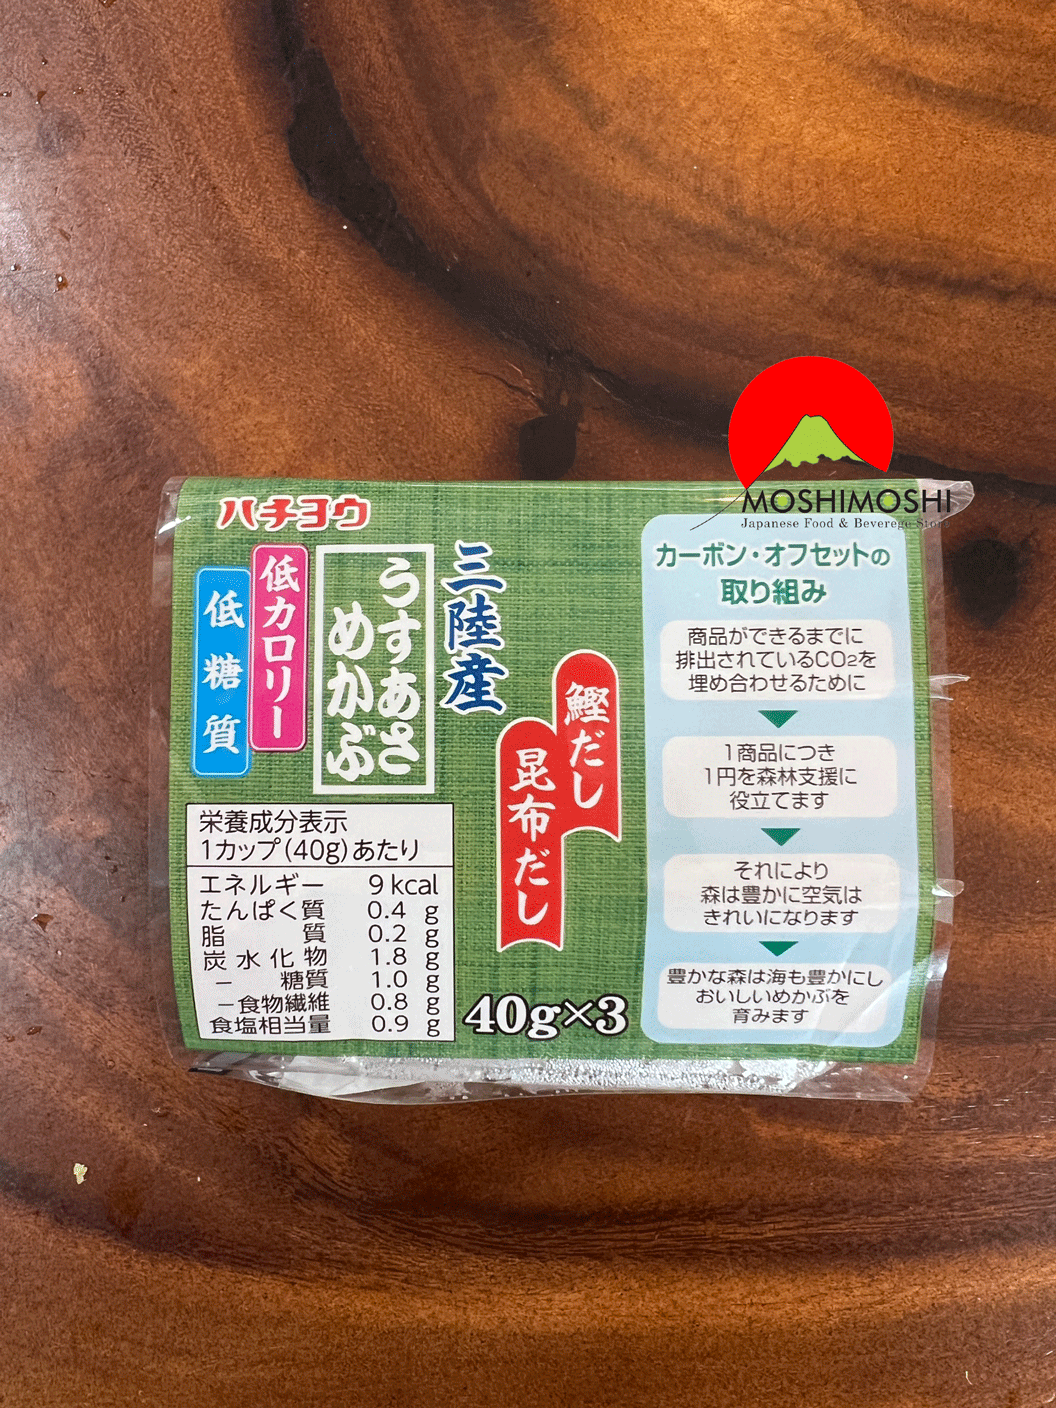 MOSHIMOSHI
Japanese Food & Beverege Store
ハチヨウ
三陸産
うすあさ
めかぶ
低カロリー
低糖質
鰹だし
昆布だし
栄養成分表示
1カップ(40g)あたり
エネルギー 9kcal
たんぱく質 0.4 g
脂質 0.2 g
炭水化物 1.8 g
−糖質 1.0 g
−食物繊維 0.8 g
食塩相当量 0.9 g
40g×3
カーボン・オフセットの
取り組み
商品ができるまでに
排出されているCO2を
埋め合わせるために
1商品につき
1円を森林支援に
役立てます
それにより
森は豊かに空気は
きれいになります
豊かな森は海も豊かにし
おいしいめかぶを
育みます